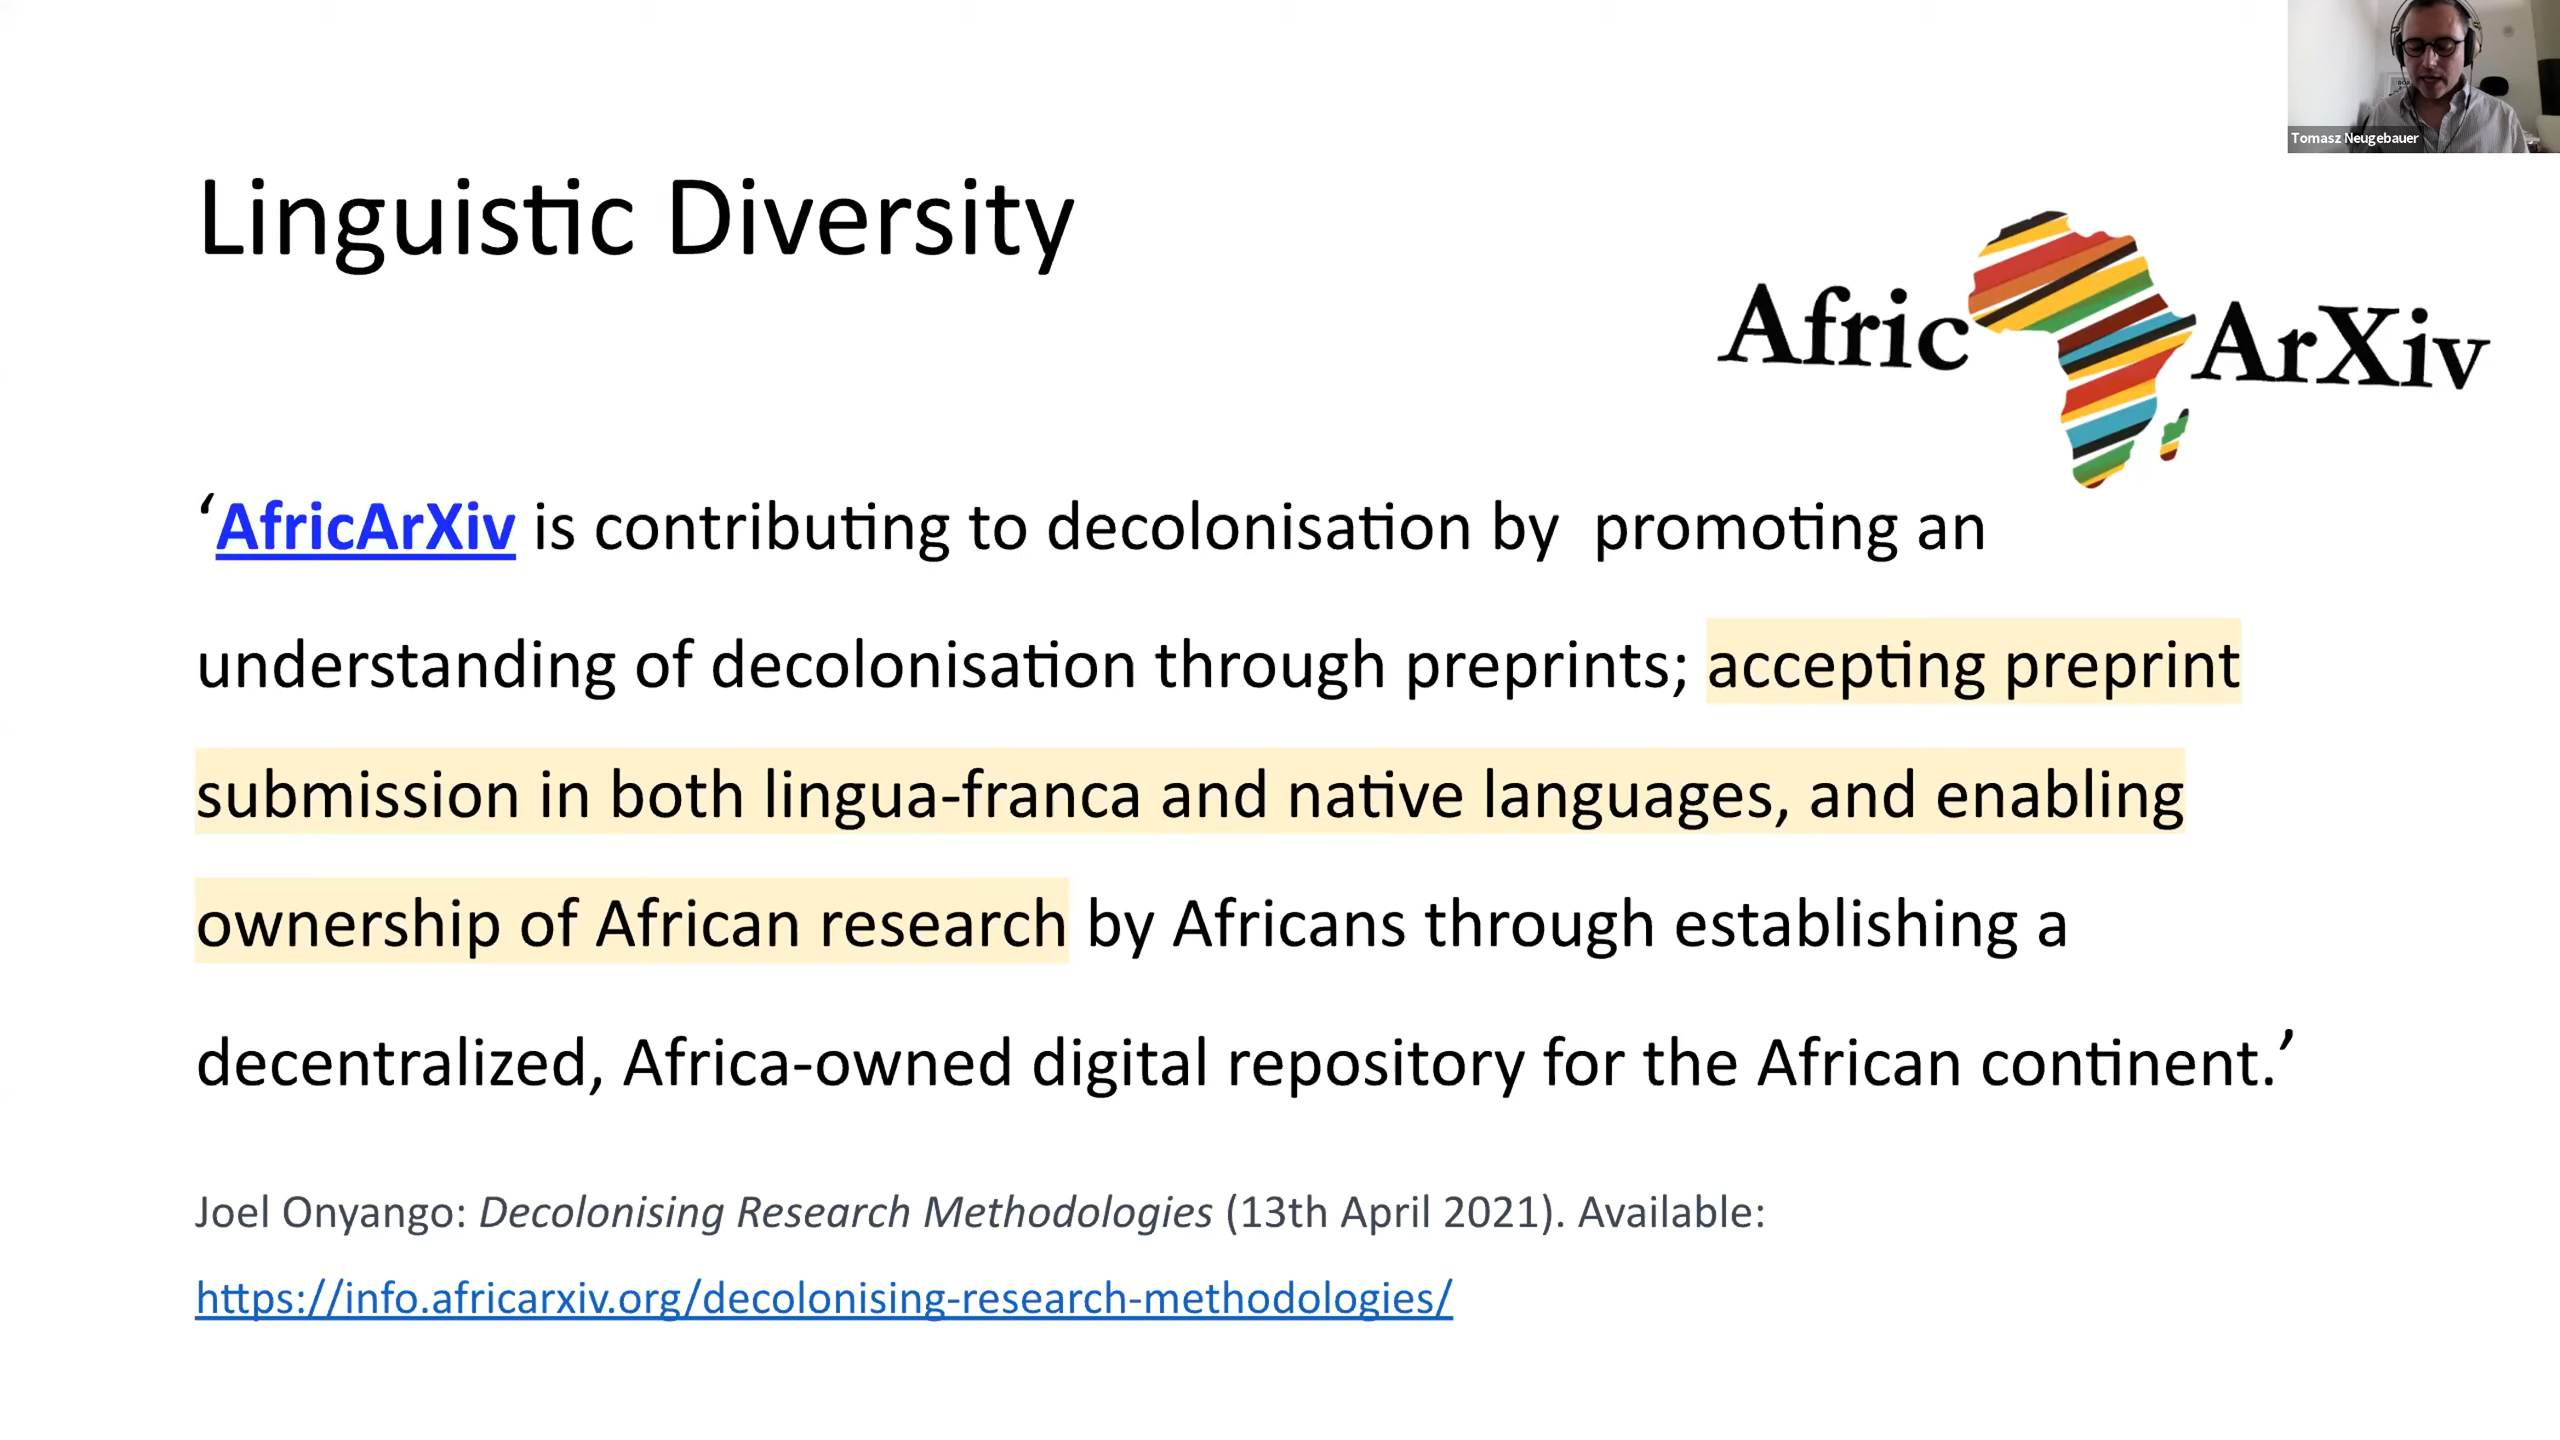 Tomasz Neugebauer
Linguistic Diversity
Afric ArXiv
‘AfricArXiv is contributing to decolonisation by  promoting an
understanding of decolonisation through preprints; accepting preprint
submission in both lingua-franca and native languages, and enabling
ownership of African research by Africans through establishing a
decentralized, Africa-owned digital repository for the African continent.’
Joel Onyango: Decolonising Research Methodologies (13th April 2021). Available:
https://info.africarxiv.org/decolonising-research-methodologies/